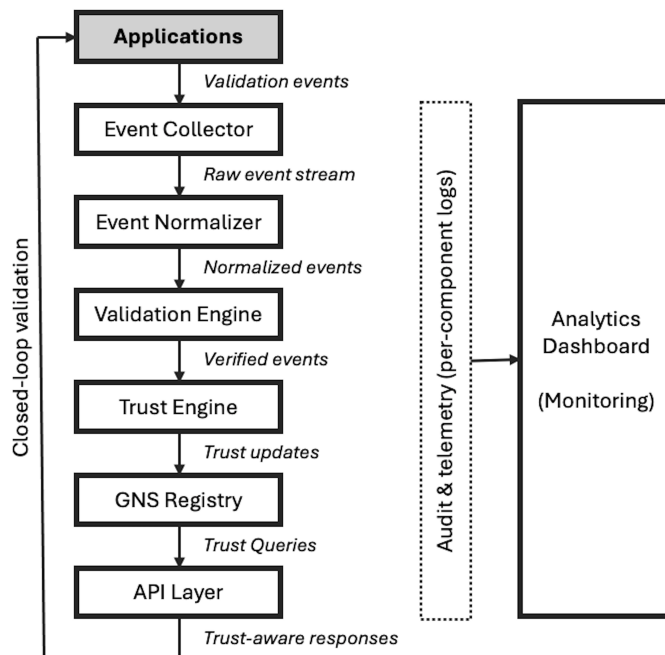 Applications
Validation events
Event Collector
Raw event stream
Event Normalizer
Normalized events
Validation Engine
Verified events
Trust Engine
Trust updates
GNS Registry
Trust Queries
API Layer
Trust-aware responses
Closed-loop validation
Audit & telemetry (per-component logs)
Analytics
Dashboard
(Monitoring)